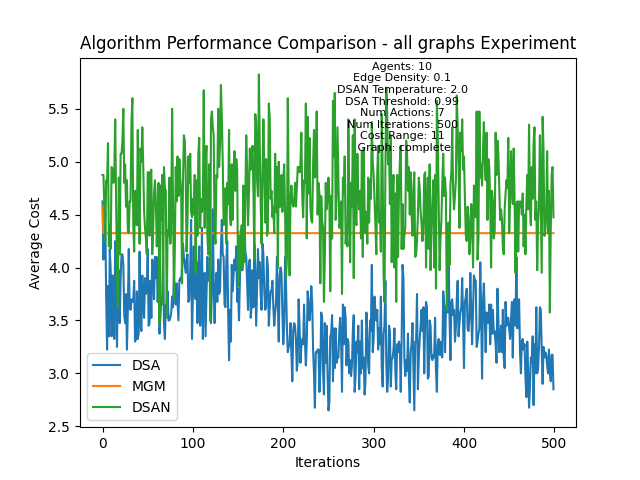 Algorithm Performance Comparison - all graphs Experiment
Agents: 10
Edge Density: 0.1
DSAN Temperature: 2.0
DSA Threshold: 0.99
Num Actions: 7
Num Iterations: 500
Cost Range: 11
Graph: complete
Average Cost
5.5
5.0
4.5
4.0
3.5
3.0
2.5
DSA
MGM
DSAN
0
100
200
300
400
500
Iterations